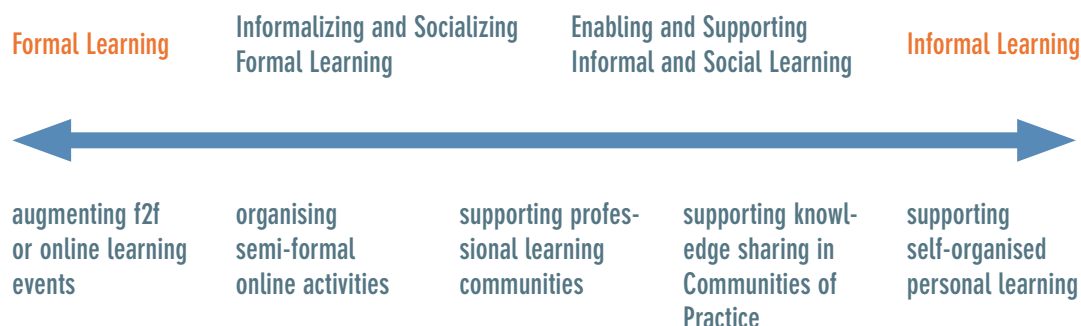 Formal Learning
Informalizing and Socializing
Formal Learning
Enabling and Supporting
Informal and Social Learning
Informal Learning
augmenting f2f
or online learning
events
organising
semi-formal
online activities
supporting profes-
sional learning
communities
supporting knowl-
edge sharing in
Communities of
Practice
supporting
self-organised
personal learning